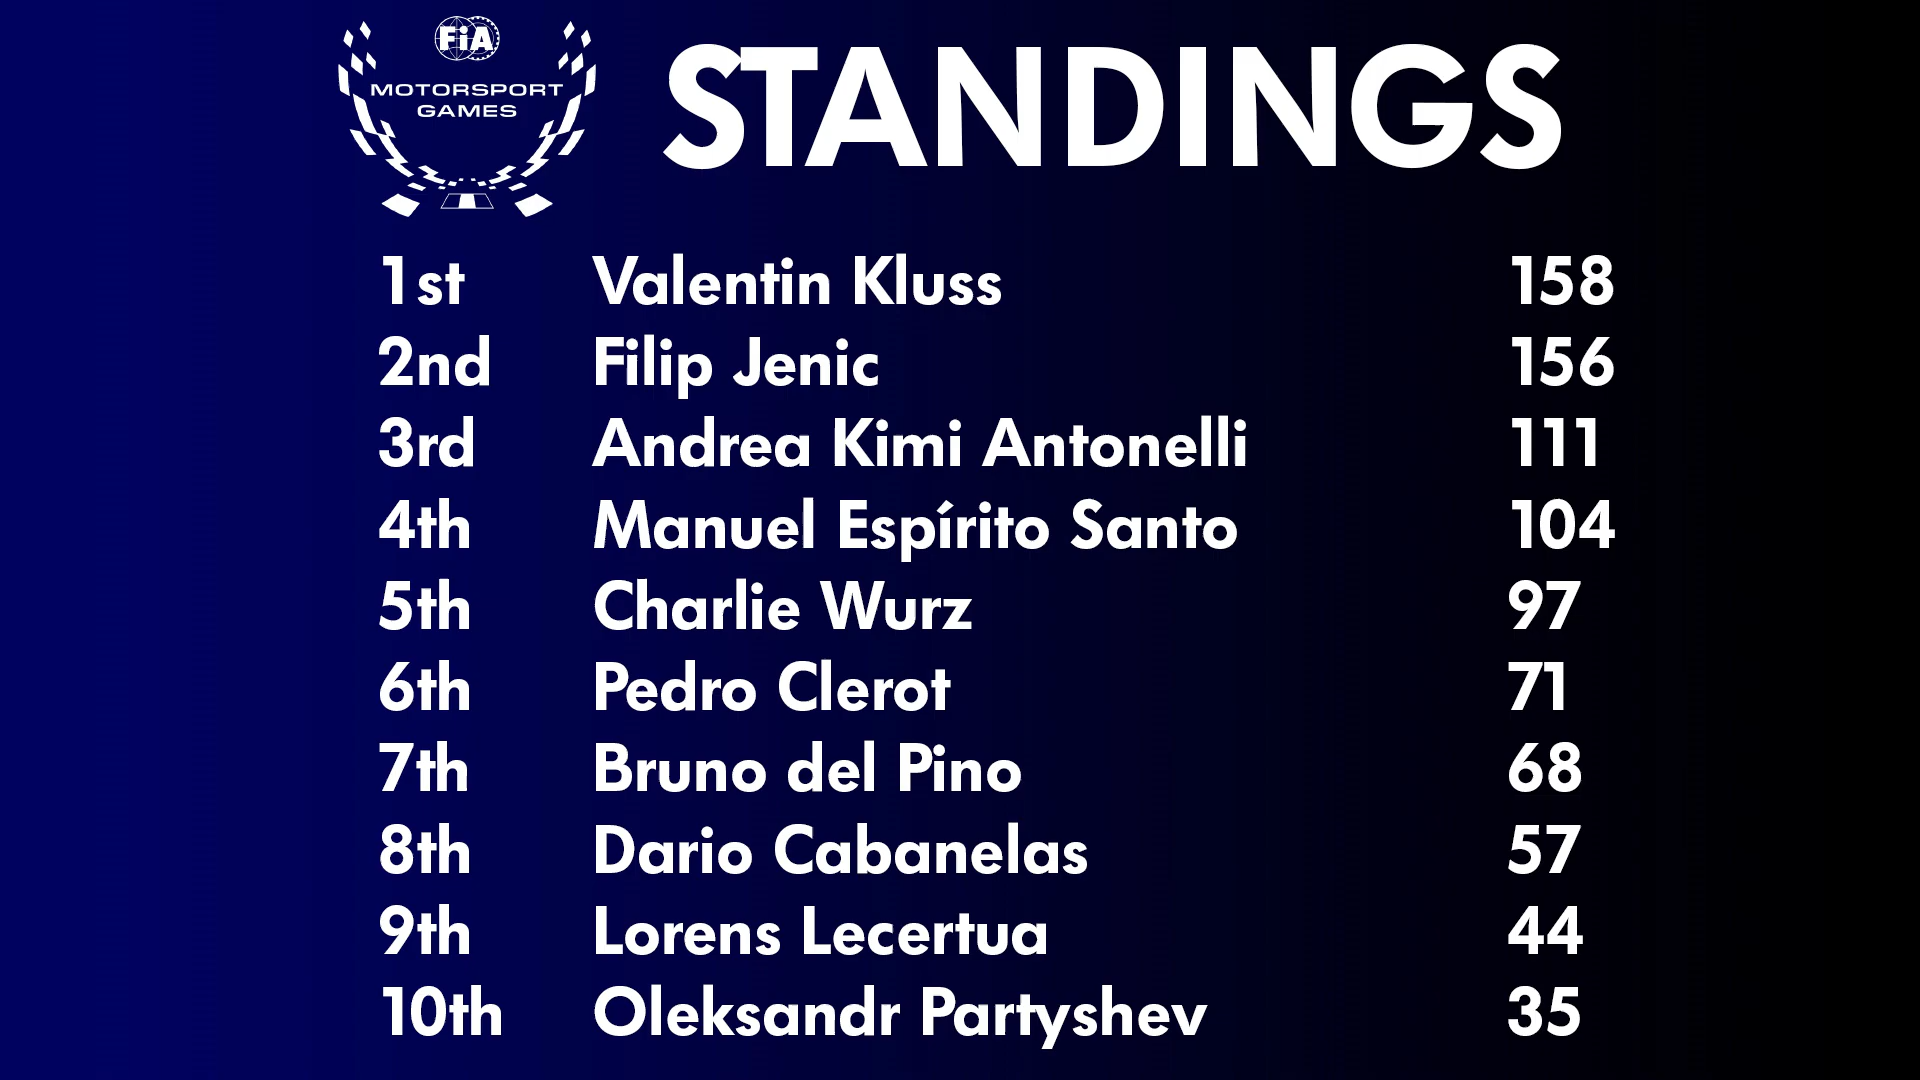 FiA
MOTORSPORT
GAMES
STANDINGS
1st Valentin Kluss 158
2nd Filip Jenic 156
3rd Andrea Kimi Antonelli 111
4th Manuel Espírito Santo 104
5th Charlie Wurz 97
6th Pedro Clerot 71
7th Bruno del Pino 68
8th Dario Cabanelas 57
9th Lorens Lecertua 44
10th Oleksandr Partyshev 35